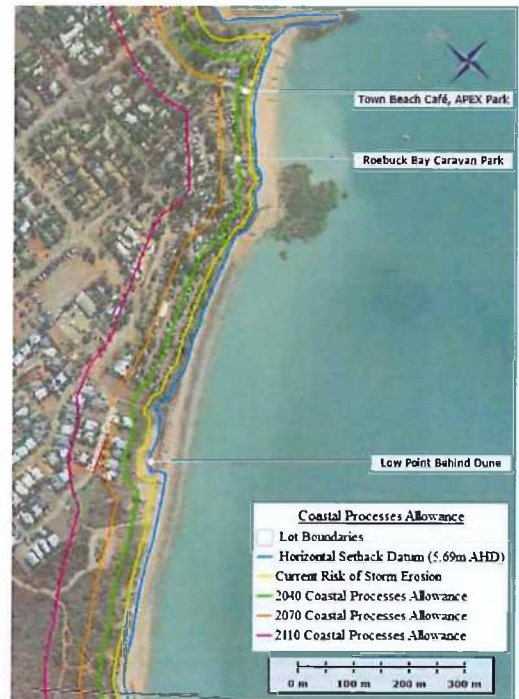 Town Beach Café, APEX Park
Roebuck Bay Caravan Park
Low Point Behind Dune
Coastal Processes Allowance
Lot Boundaries
Horizontal Setback Datum (5.69m AHD)
Current Risk of Storm Erosion
2040 Coastal Processes Allowance
2070 Coastal Processes Allowance
2110 Coastal Processes Allowance
0 m 100 m 200 m 300 m